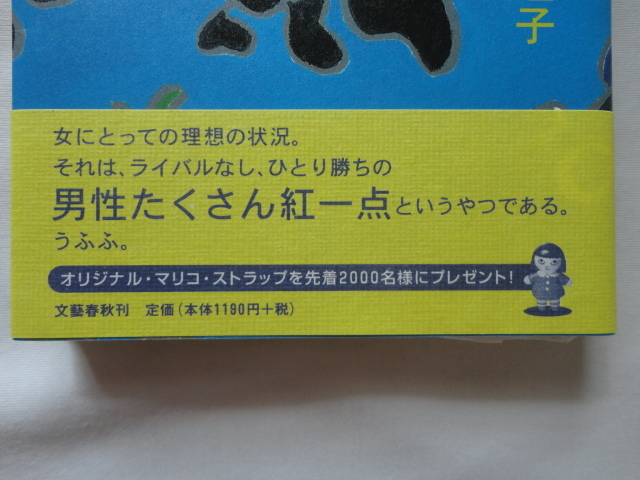 子
女にとっての理想の状況。
それは、ライバルなし、ひとり勝ちの
男性たくさん紅一点というやつである。
うふふ。
オリジナル・マリコ・ストラップを先着2000名様にプレゼント!
文藝春秋刊 定価(本体1190円+税)